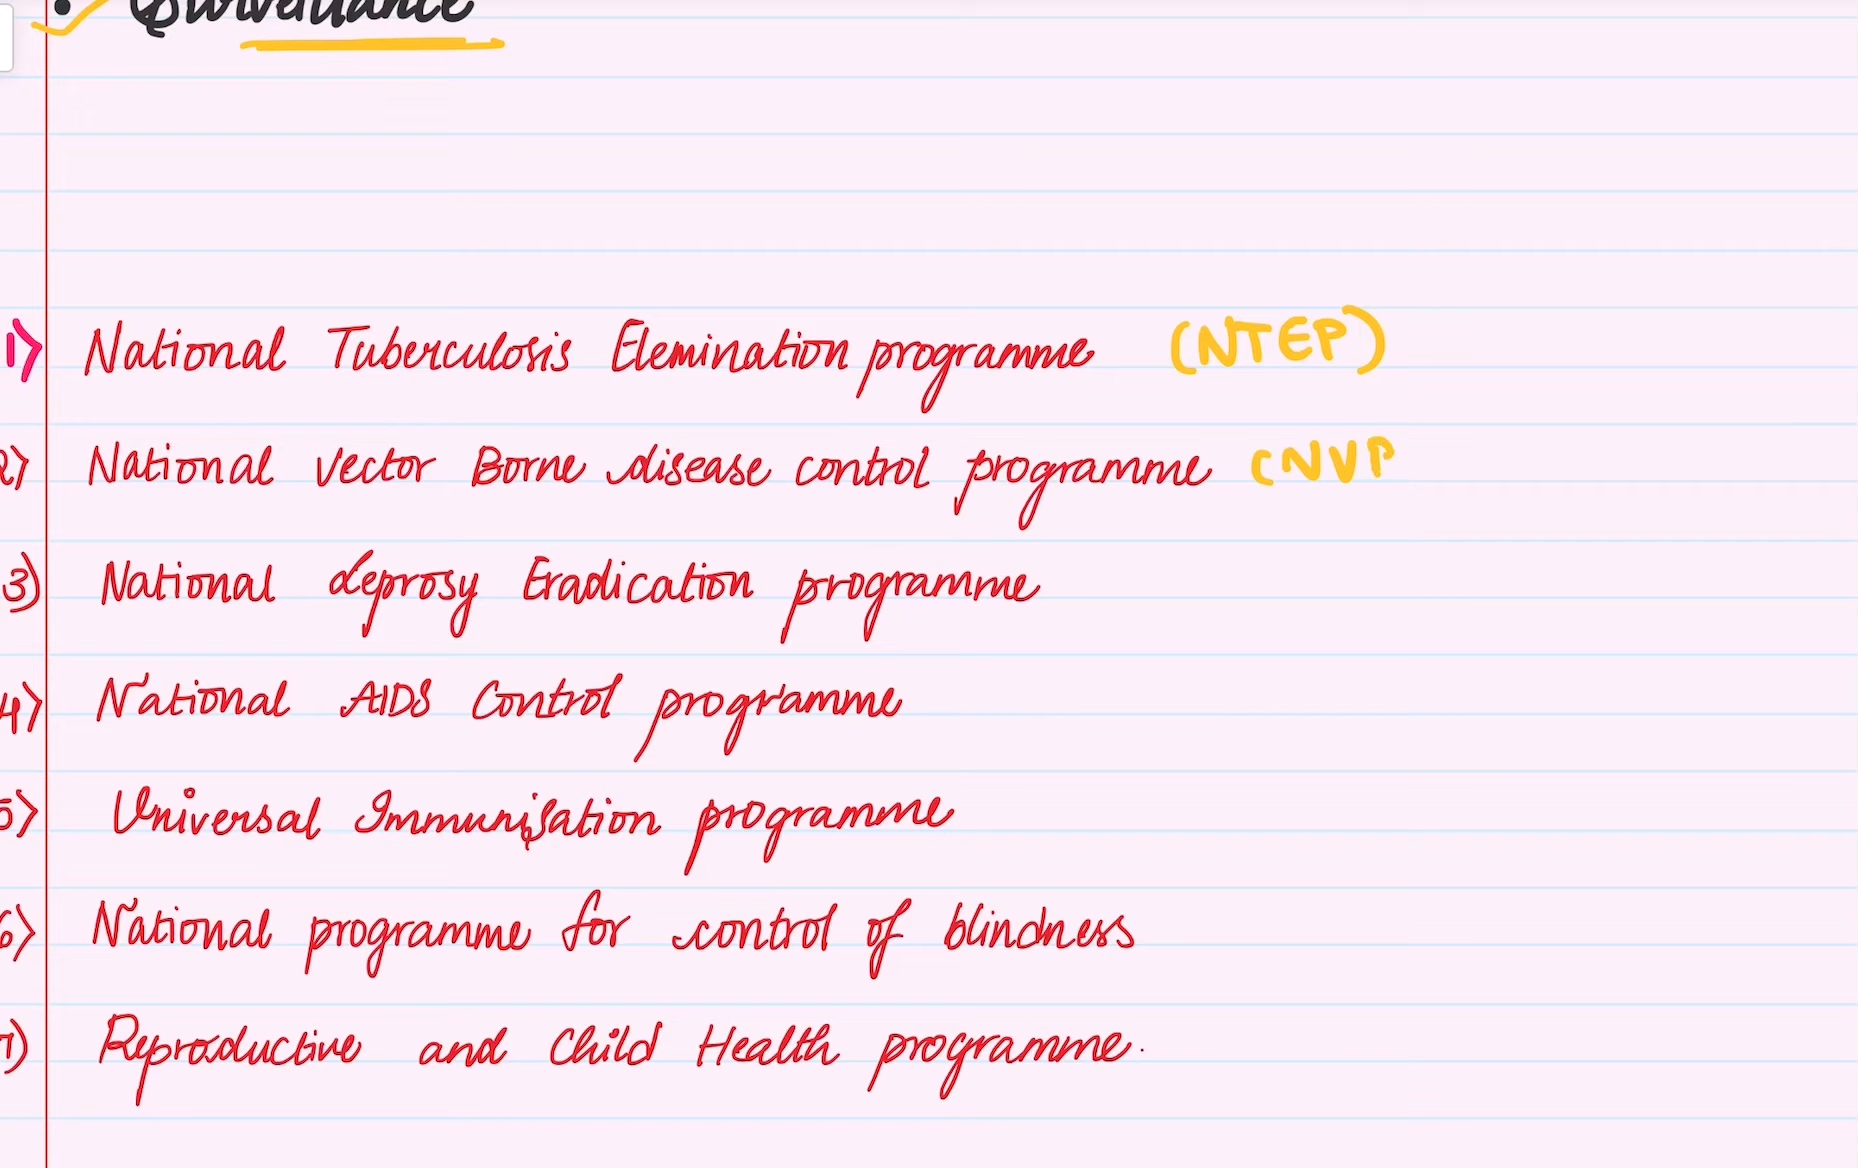 • Surveillance
1) National Tuberculosis Elemination programme (NTEP)
2) National vector Borne disease control programme (NVP
3) National Leprosy Eradication programme
4) National AIDS Control programme
5) Universal Immunisation programme
6) National programme for control of blindness
7) Reproductive and Child Health programme.